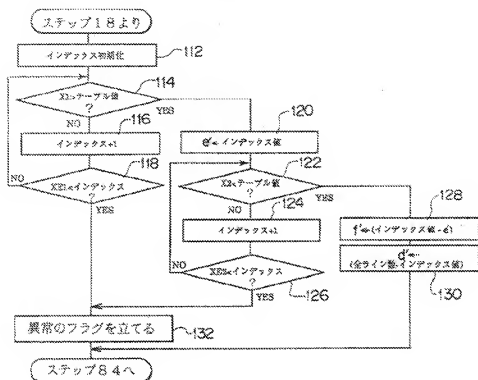 ステップ18より
インデックス初期化
112
114
テーブル値
?
YES
NO
116
インデックス+1
118
XE1<インデックス
?
NO
YES
120
e'←インデックス値
122
テーブル値
?
YES
NO
124
インデックス+1
XE2<インデックス
?
NO
YES
126
128
f'←(インデックス値-e')
d'←
(全ライン数-インデックス値)
130
異常のフラグを立てる
132
ステップ84へ